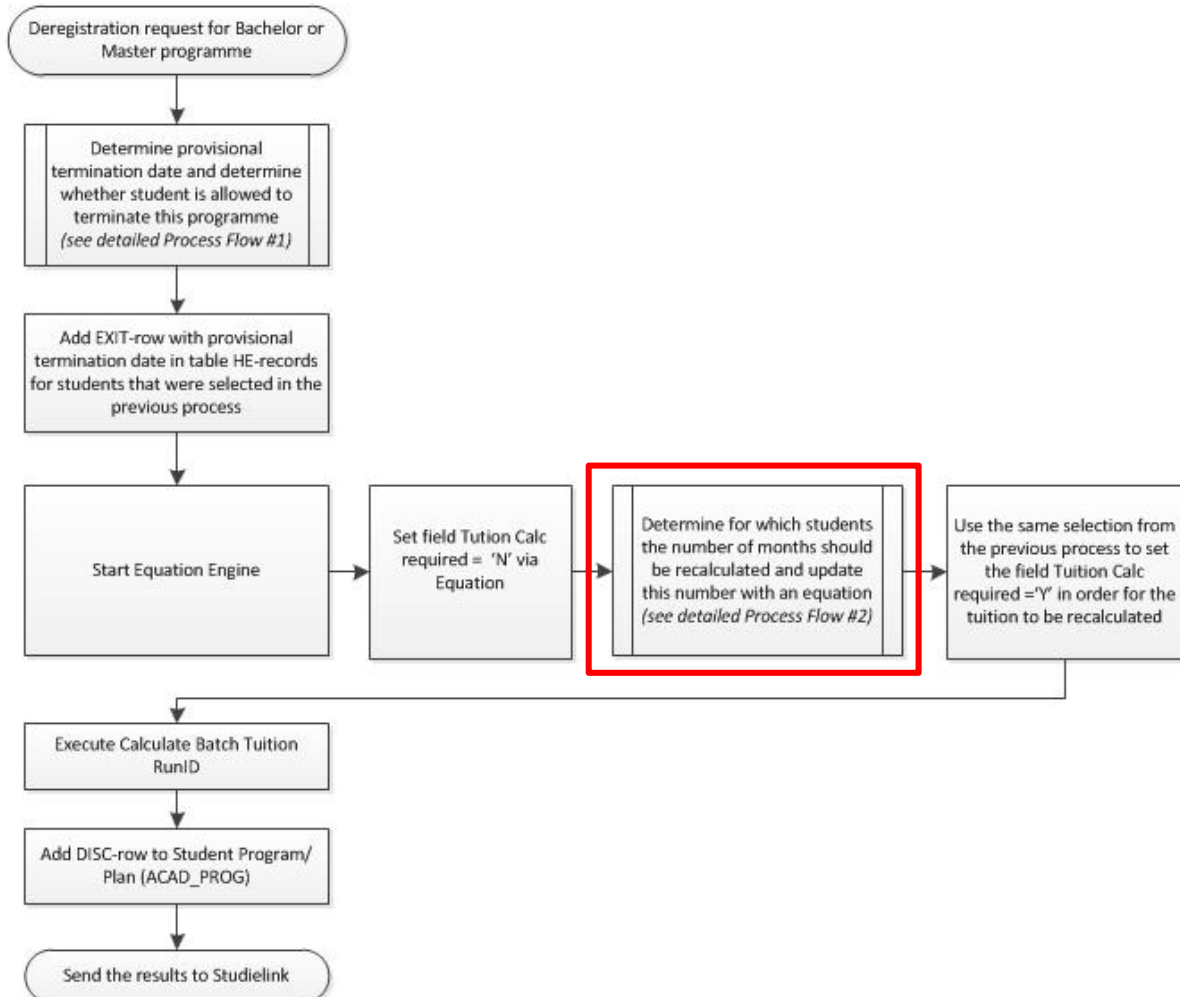 Deregistration request for Bachelor or
Master programme
Determine provisional
termination date and determine
whether student is allowed to
terminate this programme
(see detailed Process Flow #1)
Add EXIT-row with provisional
termination date in table HE-records
for students that were selected in the
previous process
Start Equation Engine
Set field Tution Calc
required = 'N' via
Equation
Determine for which students
the number of months should
be recalculated and update
this number with an equation
(see detailed Process Flow #2)
Use the same selection from
the previous process to set
the field Tuition Calc
required ='Y' in order for the
tuition to be recalculated
Execute Calculate Batch Tuition
RunID
Add DISC-row to Student Program/
Plan (ACAD_PROG)
Send the results to Studielink